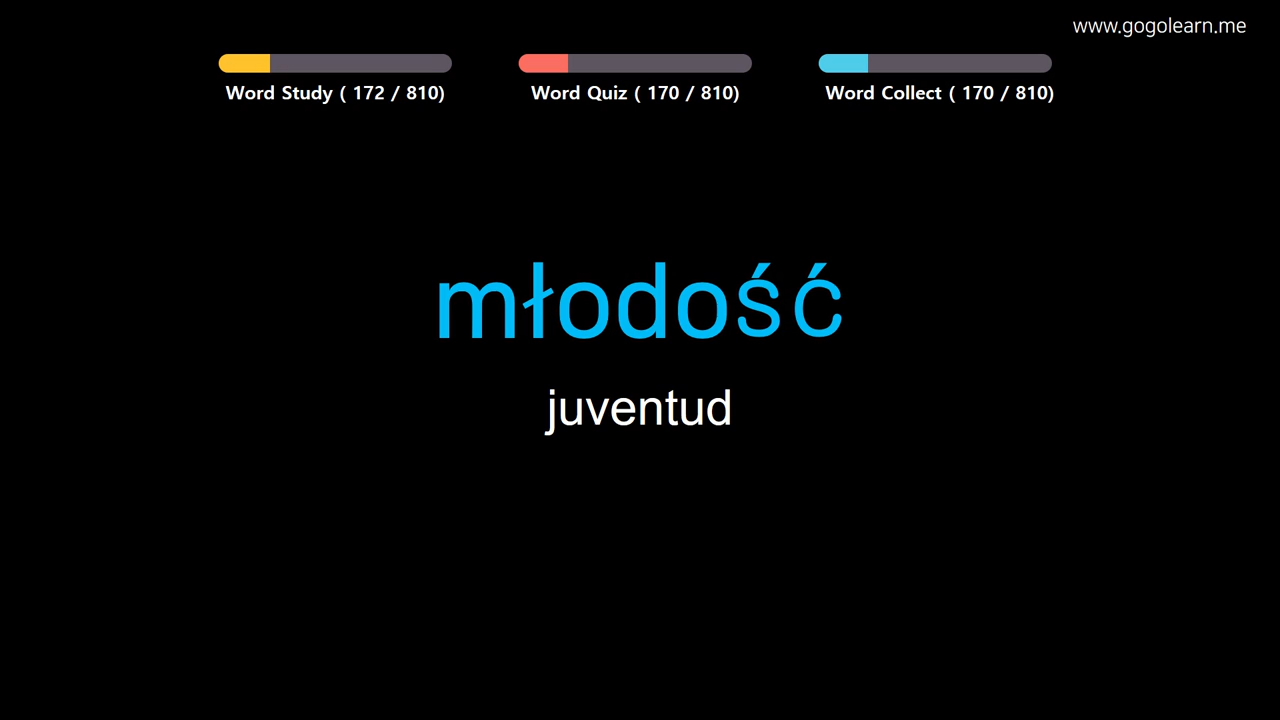 www.gogolearn.me
Word Study ( 172 / 810)
Word Quiz ( 170 / 810)
Word Collect ( 170 / 810)
młodość
juventud